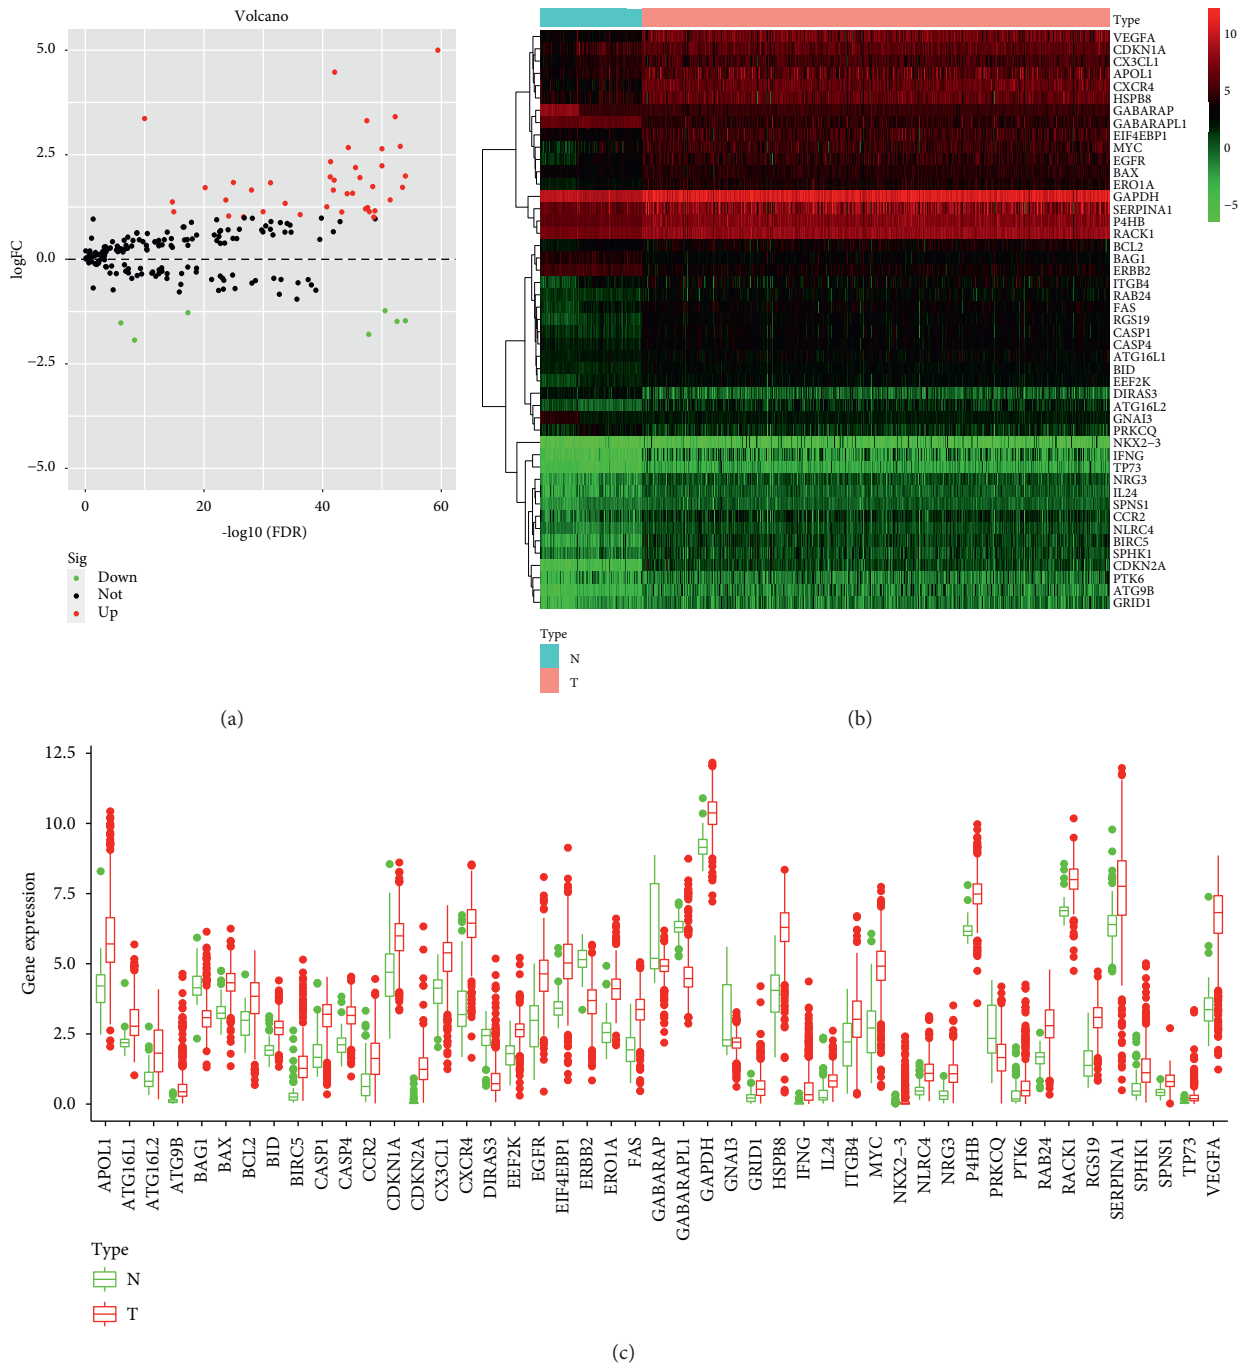 Volcano
5.0
2.5
0.0
−2.5
−5.0
logFC
0
20
40
60
-log10 (FDR)
Sig
Down
Not
Up
(a)
Type
VEGFA
CDKN1A
CX3CL1
APOL1
CXCR4
HSPB8
GABARAP
GABARAPL1
EIF4EBP1
MYC
EGFR
BAX
ERO1A
GAPDH
SERPINA1
P4HB
RACK1
BCL2
BAG1
ERBB2
ITGB4
RAB24
FAS
RGS19
CASP1
CASP4
ATG16L1
BID
EEF2K
DIRAS3
ATG16L2
GNAI3
PRKCQ
NKX2−3
IFNG
TP73
NRG3
IL24
SPNS1
CCR2
NLRC4
BIRC5
SPHK1
CDKN2A
PTK6
ATG9B
GRID1
10
5
0
−5
Type
N
T
(b)
12.5
10.0
7.5
5.0
2.5
0.0
Gene expression
APOL1
ATG16L1
ATG16L2
ATG9B
BAG1
BAX
BCL2
BID
BIRC5
CASP1
CASP4
CCR2
CDKN1A
CDKN2A
CX3CL1
CXCR4
DIRAS3
EEF2K
EGFR
EIF4EBP1
ERBB2
ERO1A
FAS
GABARAP
GABARAPL1
GAPDH
GNAI3
GRID1
HSPB8
IFNG
IL24
ITGB4
MYC
NKX2−3
NLRC4
NRG3
P4HB
PRKCQ
PTK6
RAB24
RACK1
RGS19
SERPINA1
SPHK1
SPNS1
TP73
VEGFA
Type
N
T
(c)